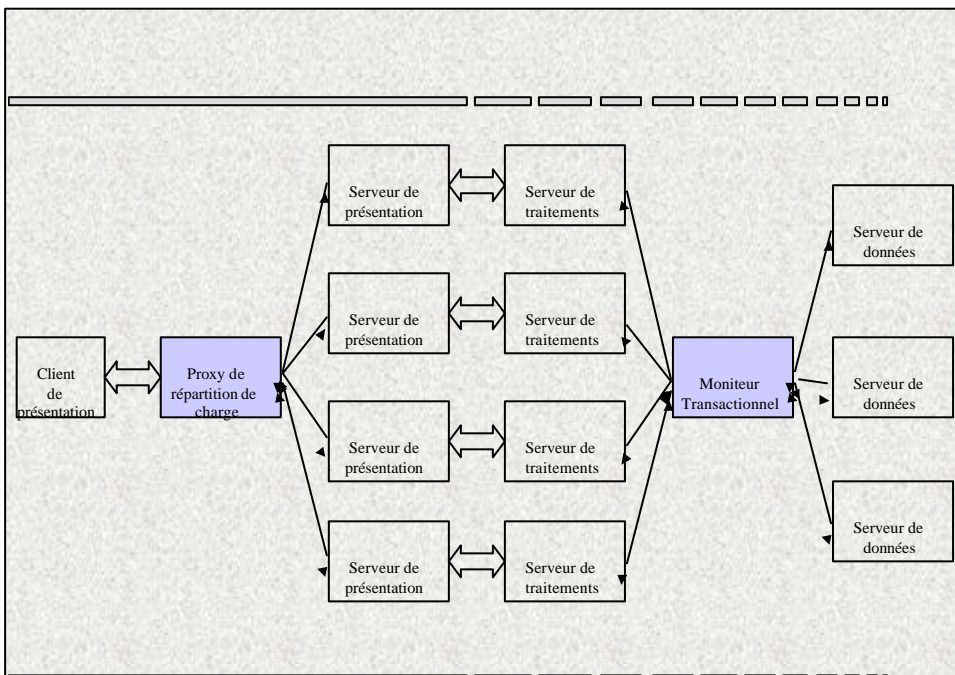 Client
de
présentation
Proxy de
répartition de
charge
Serveur de
présentation
Serveur de
présentation
Serveur de
présentation
Serveur de
présentation
Serveur de
traitements
Serveur de
traitements
Serveur de
traitements
Serveur de
traitements
Moniteur
Transactionnel
Serveur de
données
Serveur de
données
Serveur de
données